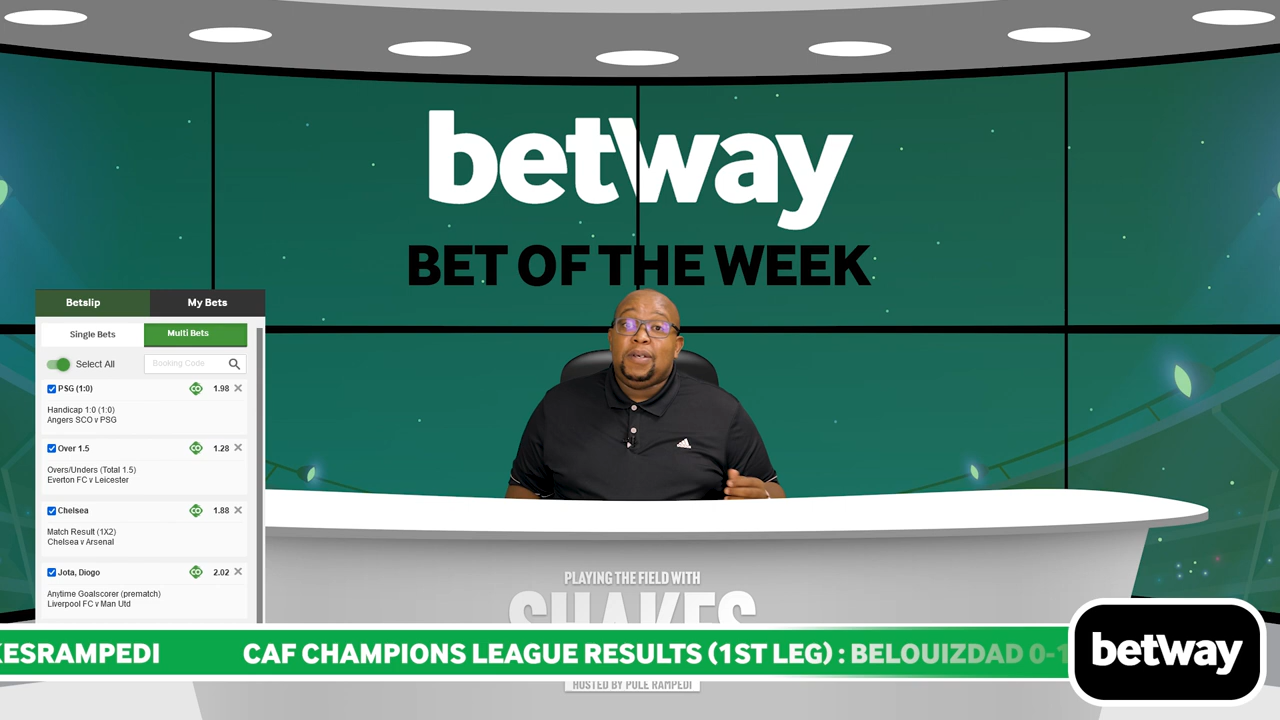 betway
BET OF THE WEEK
Betslip
My Bets
Single Bets
Multi Bets
Select All
Booking Code
PSG (1:0)
1.98
Handicap 1:0 (1:0)
Angers SCO v PSG
Over 1.5
1.28
Overs/Unders (Total 1.5)
Everton FC v Leicester
Chelsea
1.88
Match Result (1X2)
Chelsea v Arsenal
Jota, Diogo
2.02
Anytime Goalscorer (prematch)
Liverpool FC v Man Utd
PLAYING THE FIELD WITH
SHAKES
KESRAMPEDI
CAF CHAMPIONS LEAGUE RESULTS (1ST LEG) : BELOUIZDAD 0-1
betway
HOSTED BY PULE RAMPEDI